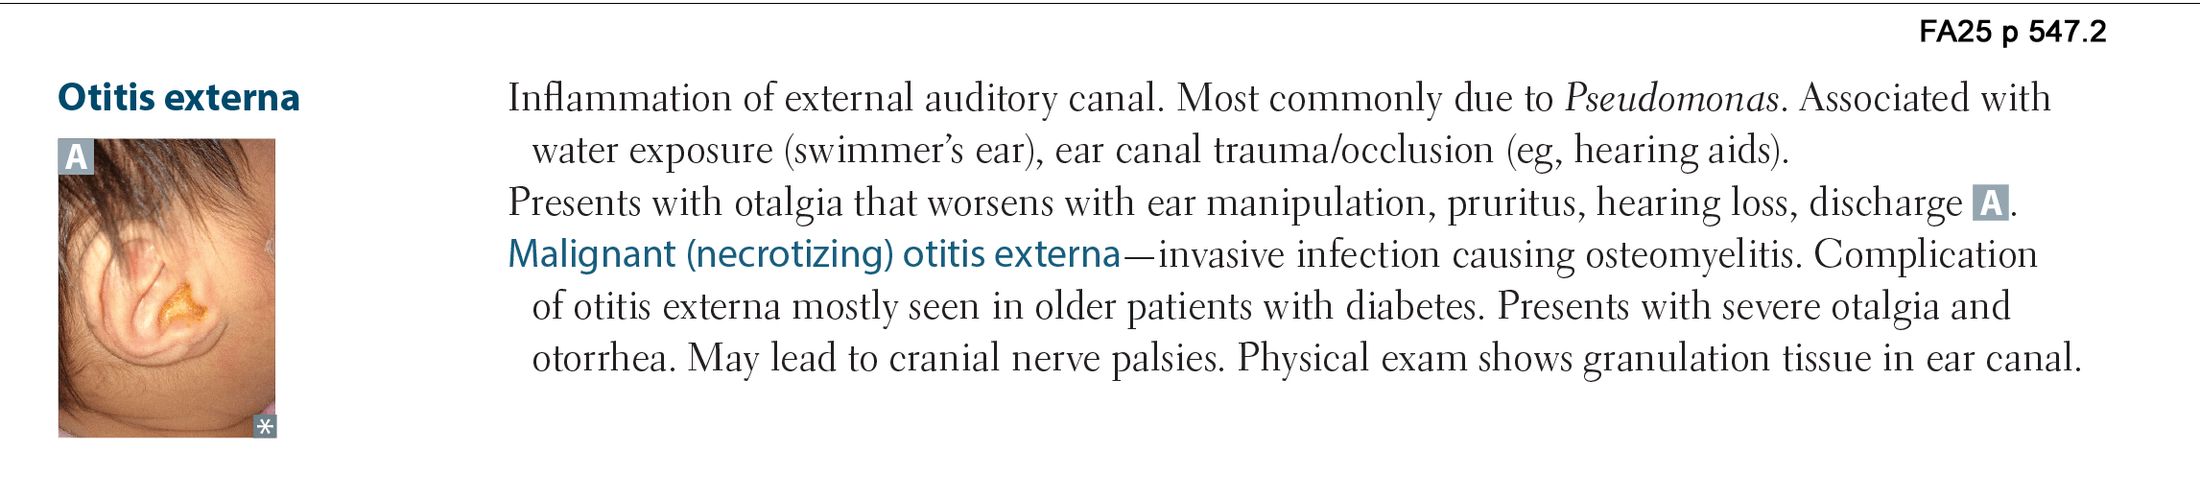 FA25 p 547.2
Otitis externa
A
*
Inflammation of external auditory canal. Most commonly due to Pseudomonas. Associated with
water exposure (swimmer’s ear), ear canal trauma/occlusion (eg, hearing aids).
Presents with otalgia that worsens with ear manipulation, pruritus, hearing loss, discharge A.
Malignant (necrotizing) otitis externa—invasive infection causing osteomyelitis. Complication
of otitis externa mostly seen in older patients with diabetes. Presents with severe otalgia and
otorrhea. May lead to cranial nerve palsies. Physical exam shows granulation tissue in ear canal.